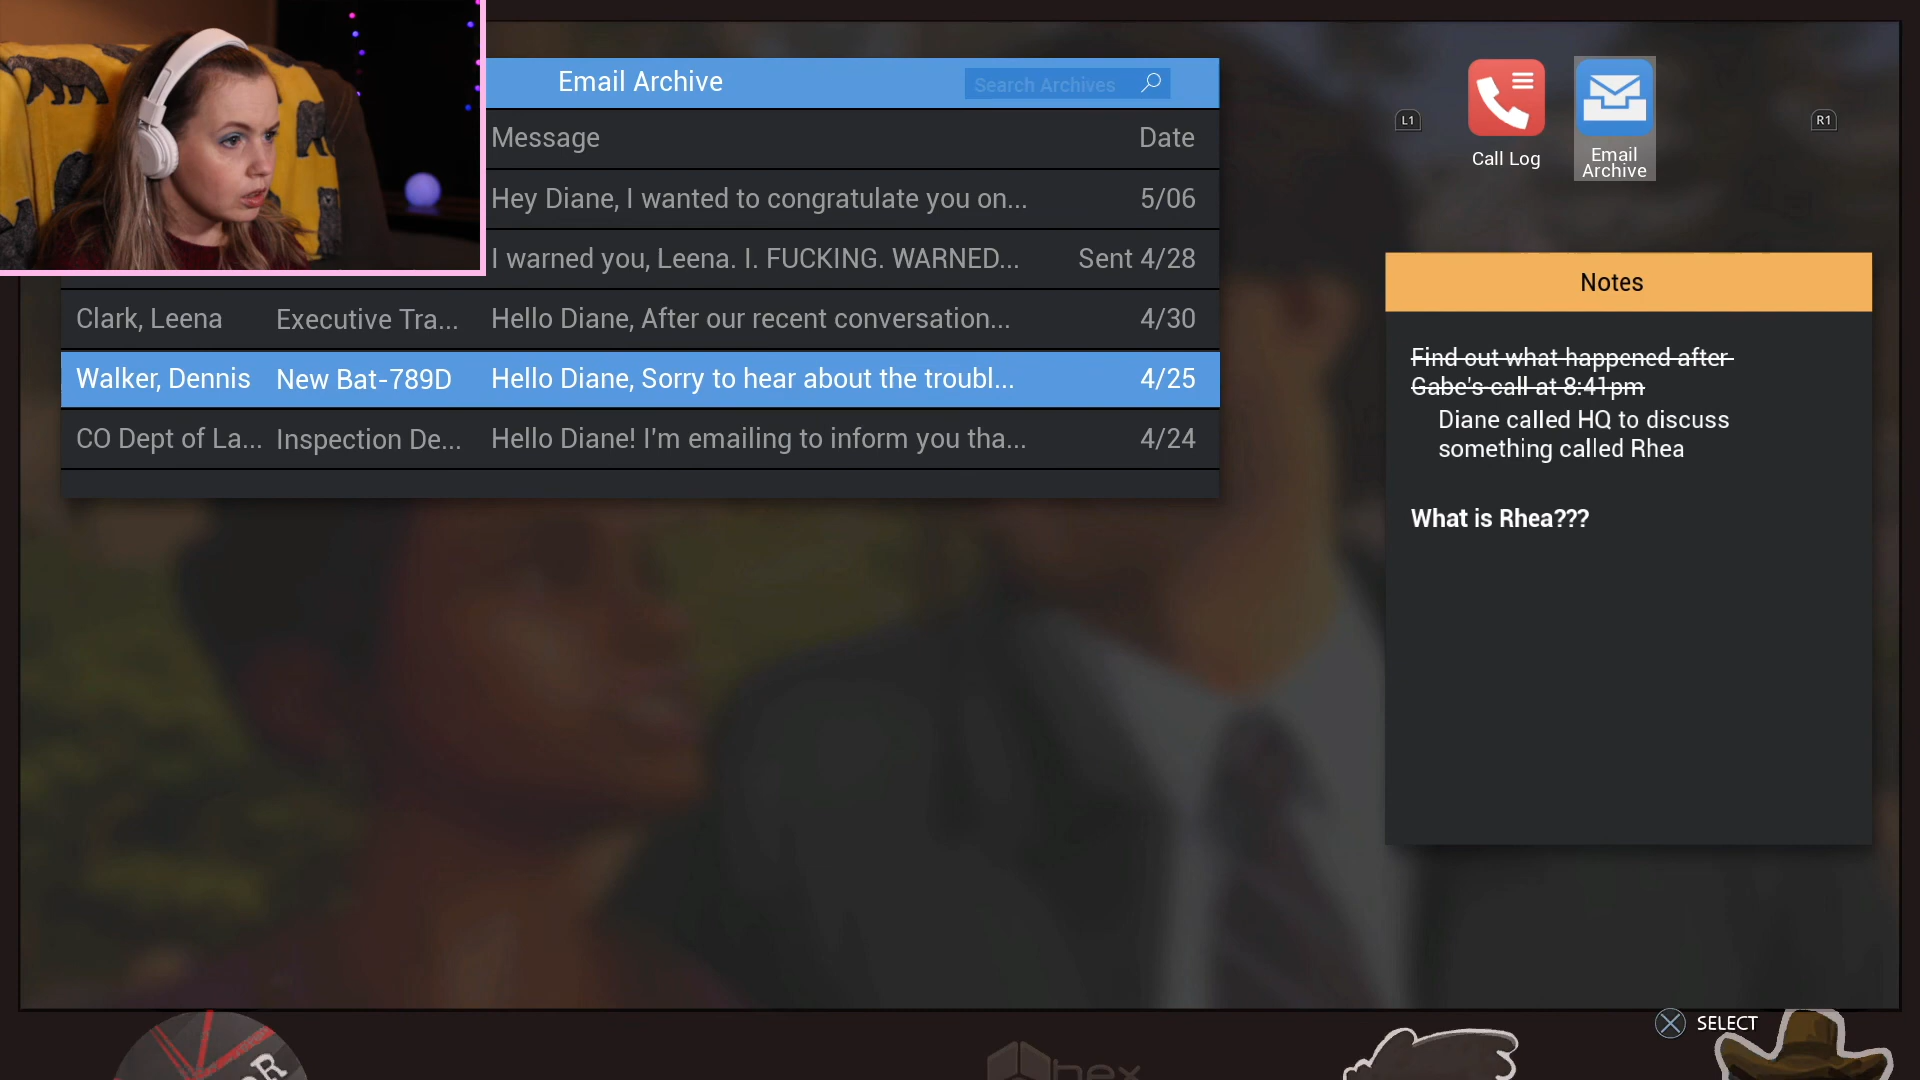 Email Archive
Search Archives
Message Date
Hey Diane, I wanted to congratulate you on... 5/06
I warned you, Leena. I. FUCKING. WARNED... Sent 4/28
Clark, Leena Executive Tra... Hello Diane, After our recent conversation... 4/30
Walker, Dennis New Bat-789D Hello Diane, Sorry to hear about the troubl... 4/25
CO Dept of La... Inspection De... Hello Diane! I'm emailing to inform you tha... 4/24
L1
Call Log
Email
Archive
R1
Notes
Find out what happened after
Gabe's call at 8:41pm
Diane called HQ to discuss
something called Rhea
What is Rhea???
SELECT
hex